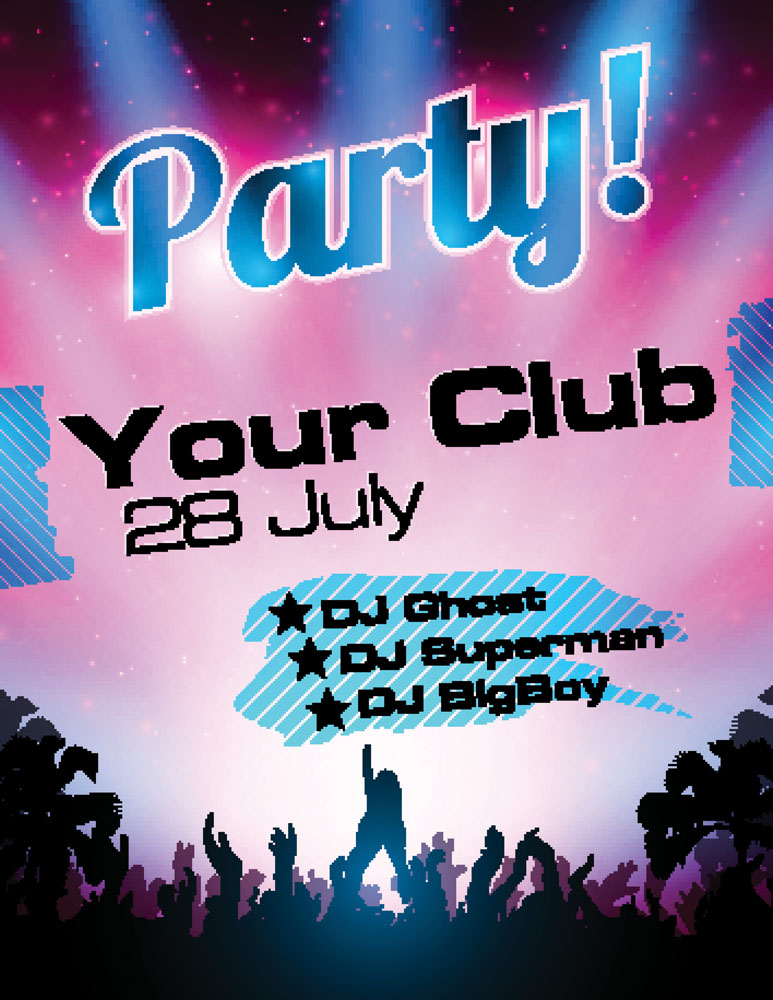 Party!
Your Club
28 July
DJ Ghost
DJ Superman
DJ BigBoy